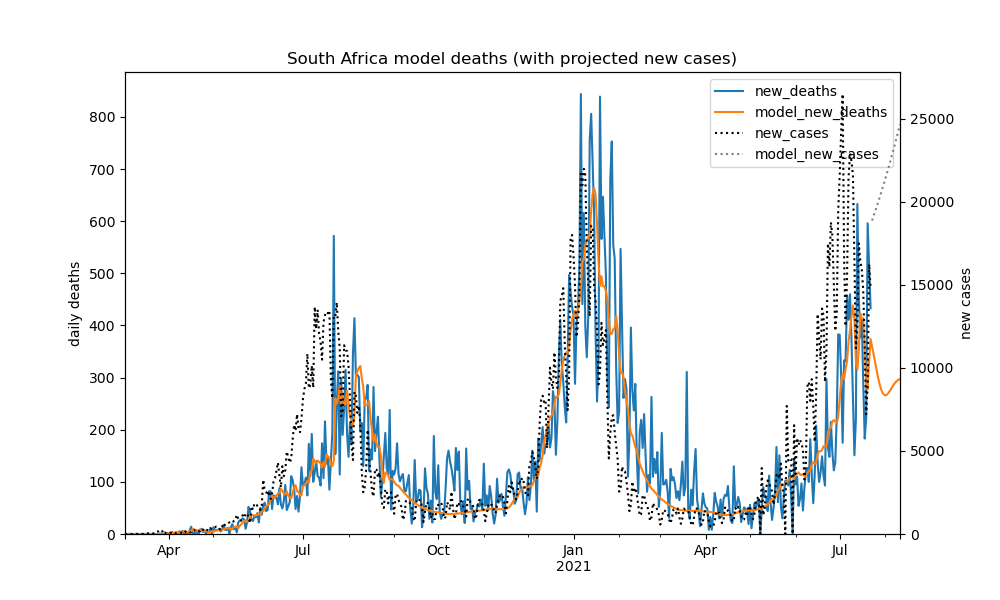 South Africa model deaths (with projected new cases)
new_deaths
model_new_deaths
new_cases
model_new_cases
800
700
600
500
400
300
200
100
0
daily deaths
25000
20000
15000
10000
5000
0
new cases
Apr
Jul
Oct
Jan
2021
Apr
Jul